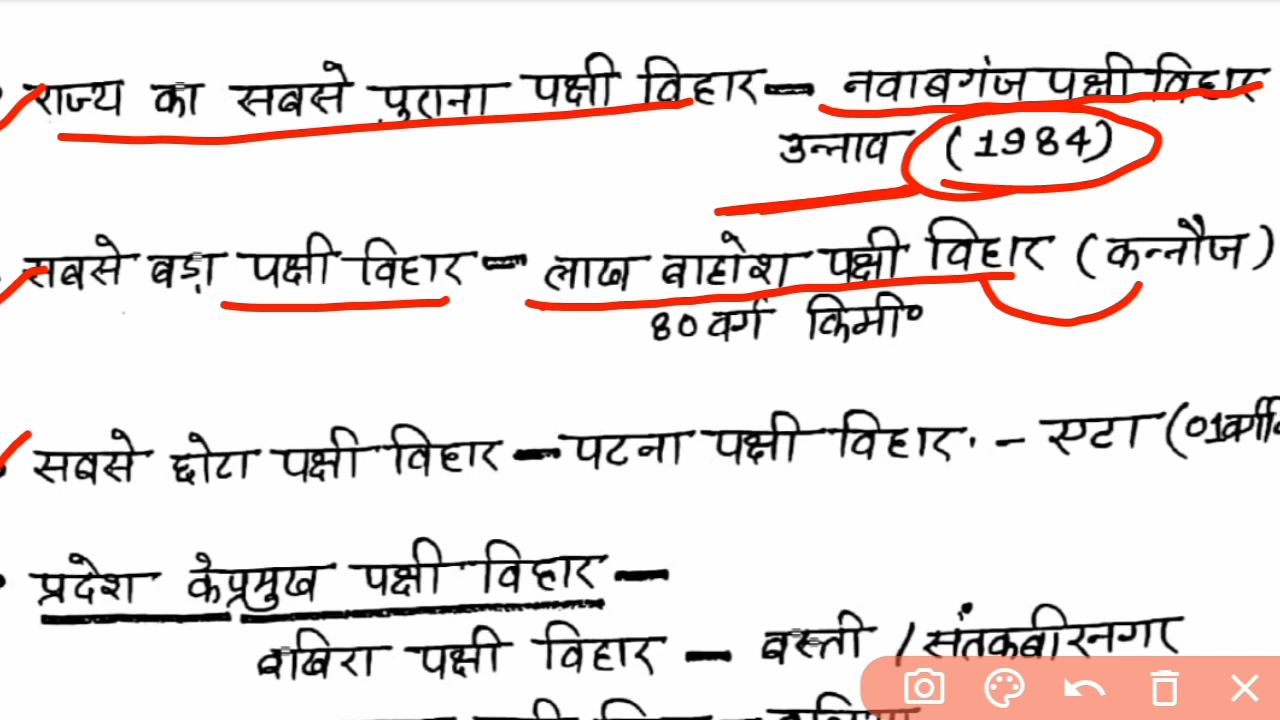 राज्य का सबसे पुराना पक्षी विहार - नवाबगंज पक्षी विहार
उन्नाव (1984)
सबसे बड़ा पक्षी विहार - लाख बाहोश पक्षी विहार (कन्नौज)
80 वर्ग किमी॰
सबसे छोटा पक्षी विहार - पटना पक्षी विहार. - एटा (01वर्ग
प्रदेश के प्रमुख पक्षी विहार -
बखिरा पक्षी विहार - बस्ती / संतकबीरनगर